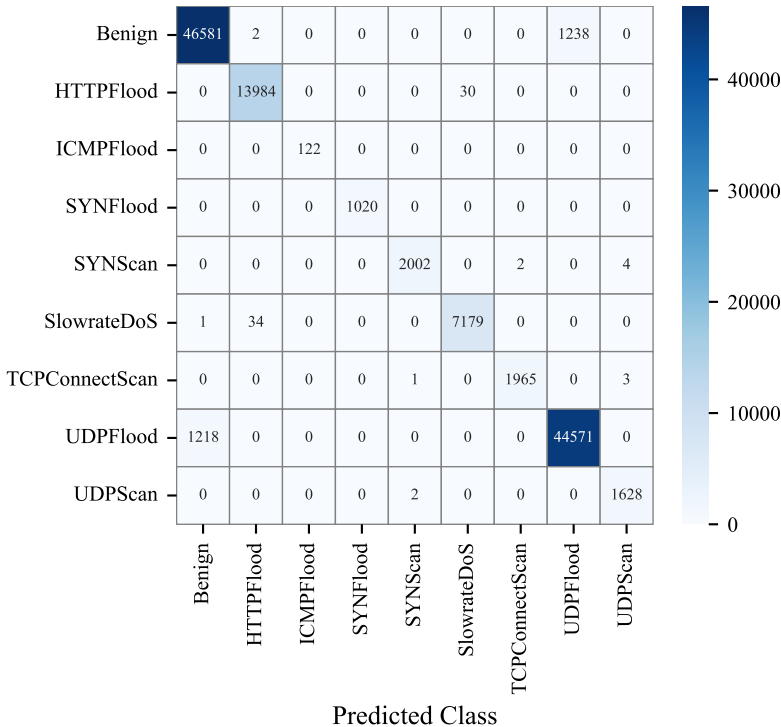 Benign 46581 2 0 0 0 0 0 1238 0
HTTPFlood 0 13984 0 0 0 30 0 0 0
40000
ICMPFlood 0 0 122 0 0 0 0 0 0
SYNFlood 0 0 0 1020 0 0 0 0 0
30000
SYNScan 0 0 0 0 2002 0 2 0 4
20000
SlowrateDoS 1 34 0 0 0 7179 0 0 0
TCPConnectScan 0 0 0 0 1 0 1965 0 3
10000
UDPFlood 1218 0 0 0 0 0 0 44571 0
UDPScan 0 0 0 0 2 0 0 0 1628
0
Benign
HTTPFlood
ICMPFlood
SYNFlood
SYNScan
SlowrateDoS
TCPConnectScan
UDPFlood
UDPScan
Predicted Class